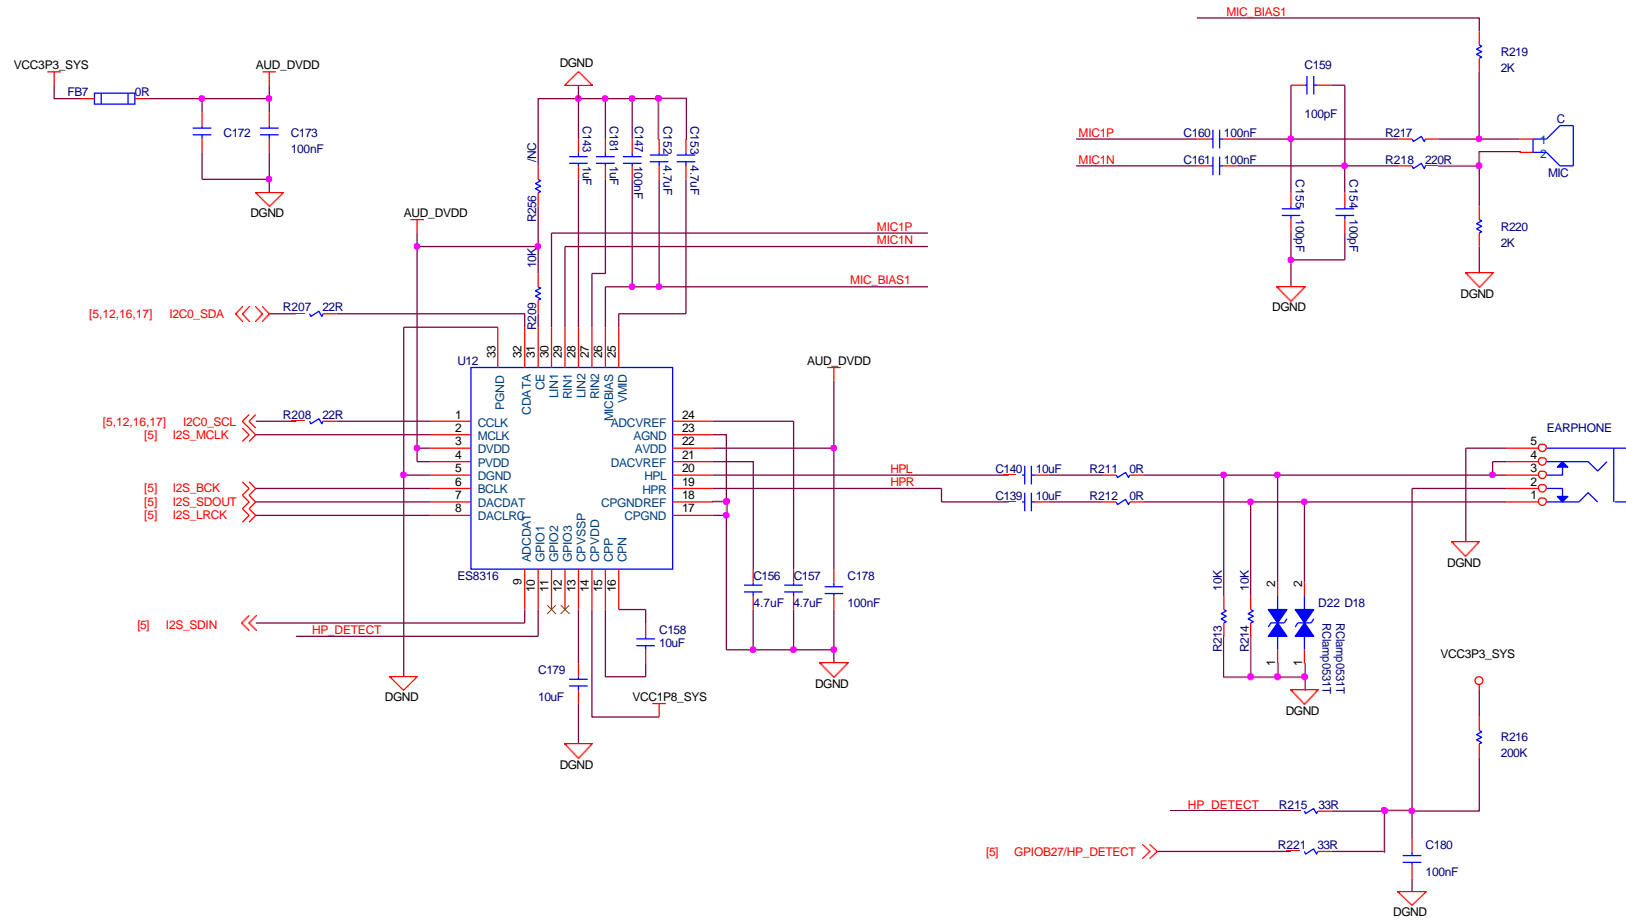 MIC_BIAS1
R219
2K
VCC3P3_SYS
AUD_DVDD
DGND
C159
FB7
0R
100pF
C172
C173
100nF
C143
1uF
C181
1uF
C147
100nF
C152
4.7uF
C153
4.7uF
/NC
R256
MIC1P
C160
100nF
R217
MIC1N
C161
100nF
R218
220R
C
1
2
MIC
DGND
C155
100pF
C154
100pF
R220
2K
AUD_DVDD
MIC1P
MIC1N
10K
R209
MIC_BIAS1
DGND
DGND
[5,12,16,17]
I2C0_SDA
R207
22R
U12
33
32
31
30
29
28
27
26
25
PGND
CDATA
CE
LIN1
RIN1
LIN2
RIN2
MICBIAS
VMID
AUD_DVDD
[5,12,16,17]
I2C0_SCL
R208
22R
1
CCLK
ADCVREF
24
[5]
I2S_MCLK
2
MCLK
AGND
23
3
DVDD
AVDD
22
4
PVDD
DACVREF
21
5
DGND
HPL
20
[5]
I2S_BCK
6
BCLK
HPR
19
[5]
I2S_SDOUT
7
DACDAT
CPGNDREF
18
[5]
I2S_LRCK
8
DACLRC
CPGND
17
ADCDAT
GPIO1
GPIO2
GPIO3
CPVSSP
CPVDD
CPP
CPN
ES8316
9
10
11
12
13
14
15
16
HPL
C140
10uF
R211
0R
HPR
C139
10uF
R212
0R
EARPHONE
5
4
3
2
1
DGND
C156
4.7uF
C157
4.7uF
C178
100nF
10K
R213
10K
R214
2
2
1
1
D22
D18
RClamp0531T
RClamp0531T
[5]
I2S_SDIN
HP_DETECT
C158
10uF
C179
10uF
VCC1P8_SYS
DGND
DGND
DGND
DGND
VCC3P3_SYS
R216
200K
HP_DETECT
R215
33R
[5]
GPIOB27/HP_DETECT
R221
33R
C180
100nF
DGND